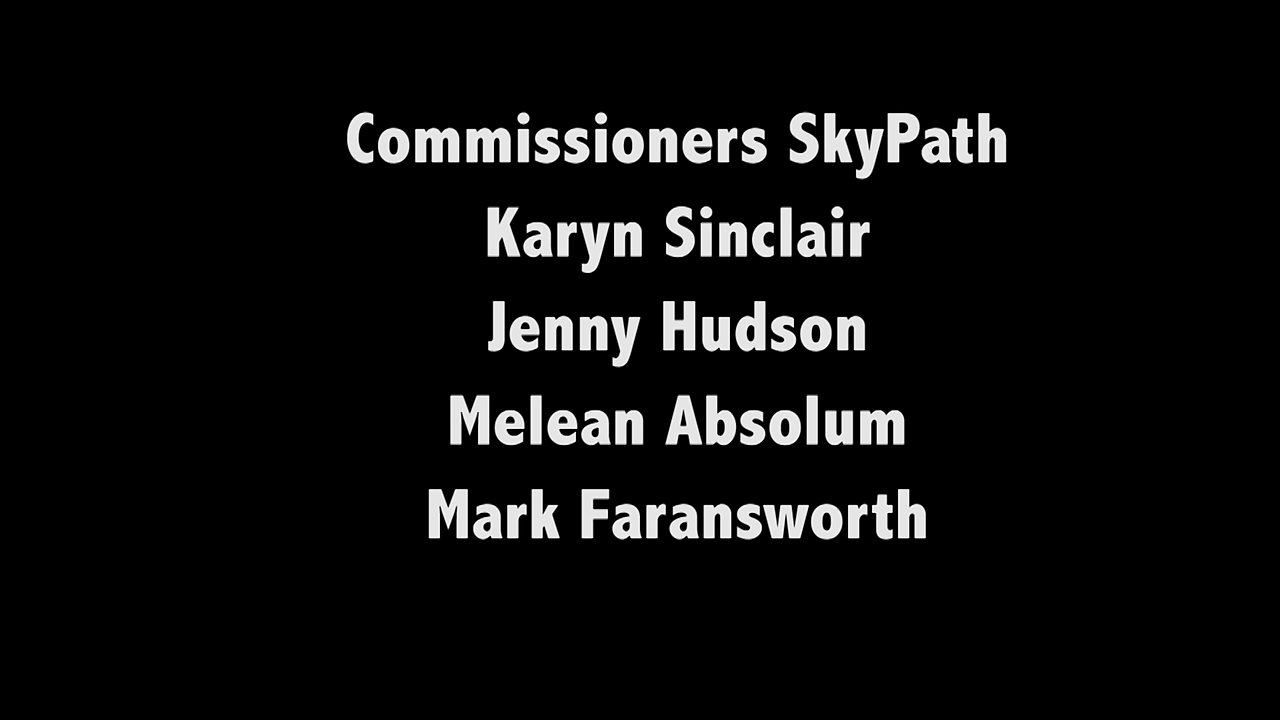 Commissioners SkyPath
Karyn Sinclair
Jenny Hudson
Melean Absolum
Mark Faransworth